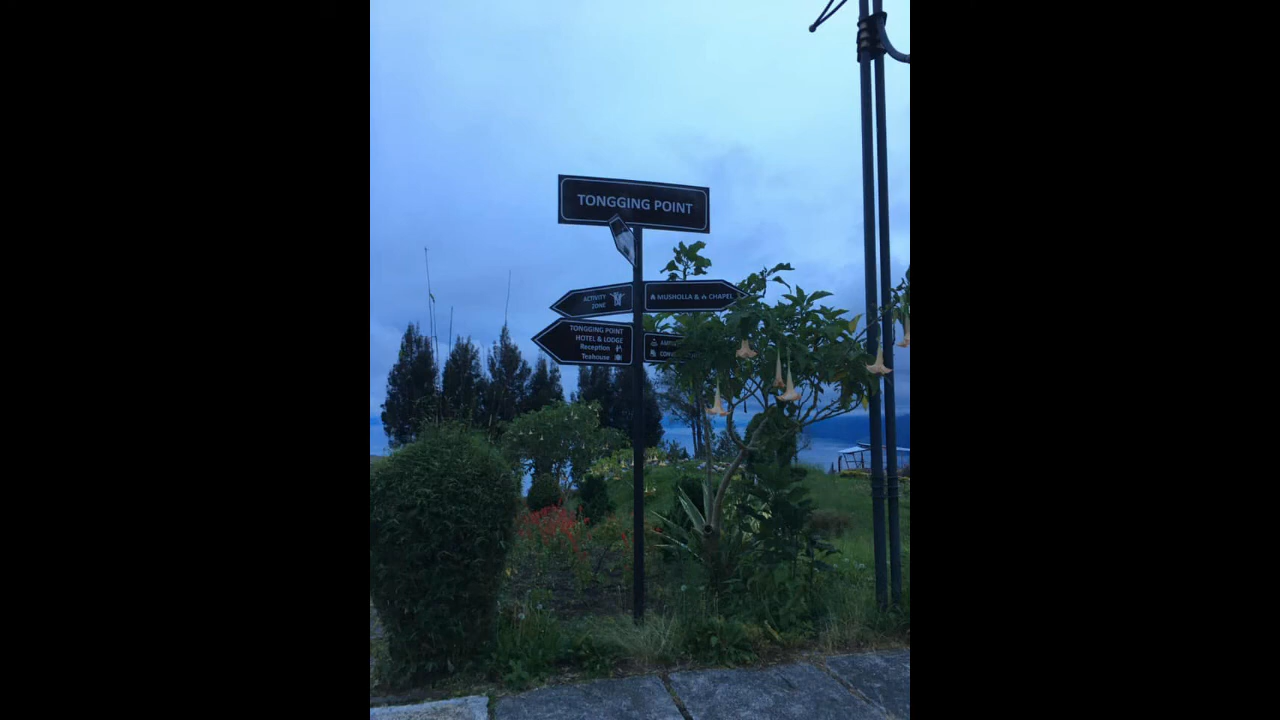 TONGGING POINT
ACTIVITY
ZONE
MUSHOLLA & CHAPEL
TONGGING POINT
HOTEL & LODGE
Reception
Teahouse